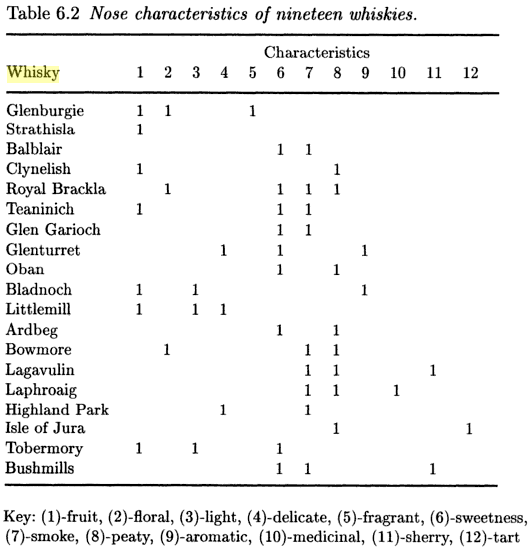 Table 6.2 Nose characteristics of nineteen whiskies.
Characteristics
Whisky 1 2 3 4 5 6 7 8 9 10 11 12
Glenburgie 1 1 1
Strathisla 1
Balblair 1 1
Clynelish 1 1
Royal Brackla 1 1 1 1
Teaninich 1 1 1
Glen Garioch 1 1
Glenturret 1 1 1
Oban 1 1
Bladnoch 1 1 1
Littlemill 1 1 1
Ardbeg 1 1
Bowmore 1 1 1
Lagavulin 1 1 1
Laphroaig 1 1 1
Highland Park 1 1
Isle of Jura 1 1
Tobermory 1 1 1
Bushmills 1 1 1
Key: (1)-fruit, (2)-floral, (3)-light, (4)-delicate, (5)-fragrant, (6)-sweetness,
(7)-smoke, (8)-peaty, (9)-aromatic, (10)-medicinal, (11)-sherry, (12)-tart